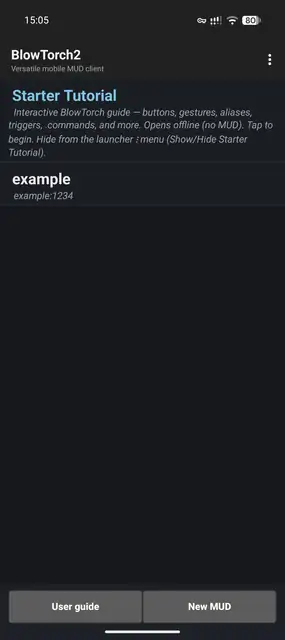 15:05
60
BlowTorch2
Versatile mobile MUD client
Starter Tutorial
Interactive BlowTorch guide — buttons, gestures, aliases,
triggers, .commands, and more. Opens offline (no MUD). Tap to
begin. Hide from the launcher ⋮ menu (Show/Hide Starter
Tutorial).
example
example:1234
User guide
New MUD